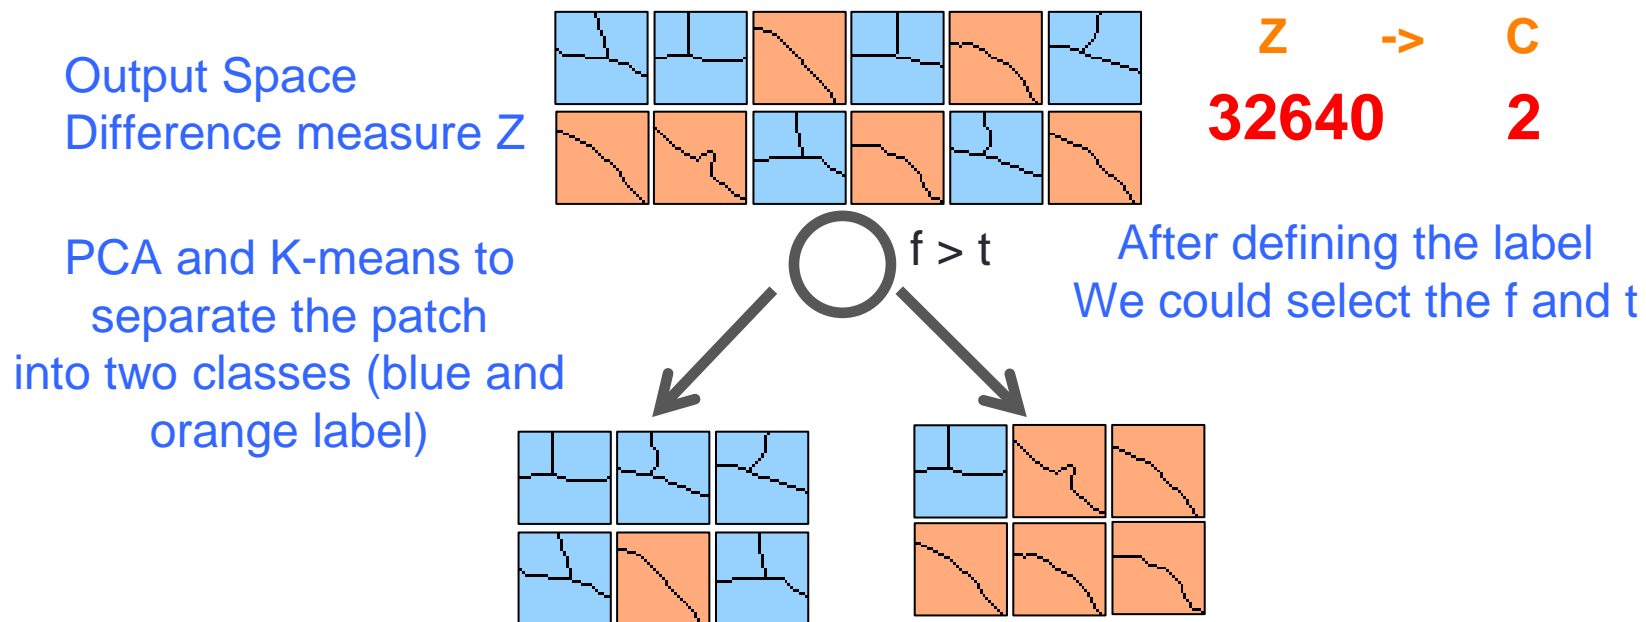 Output Space
Difference measure Z
Z -> C
32640 2
PCA and K-means to
separate the patch
into two classes (blue and
orange label)
f > t
After defining the label
We could select the f and t